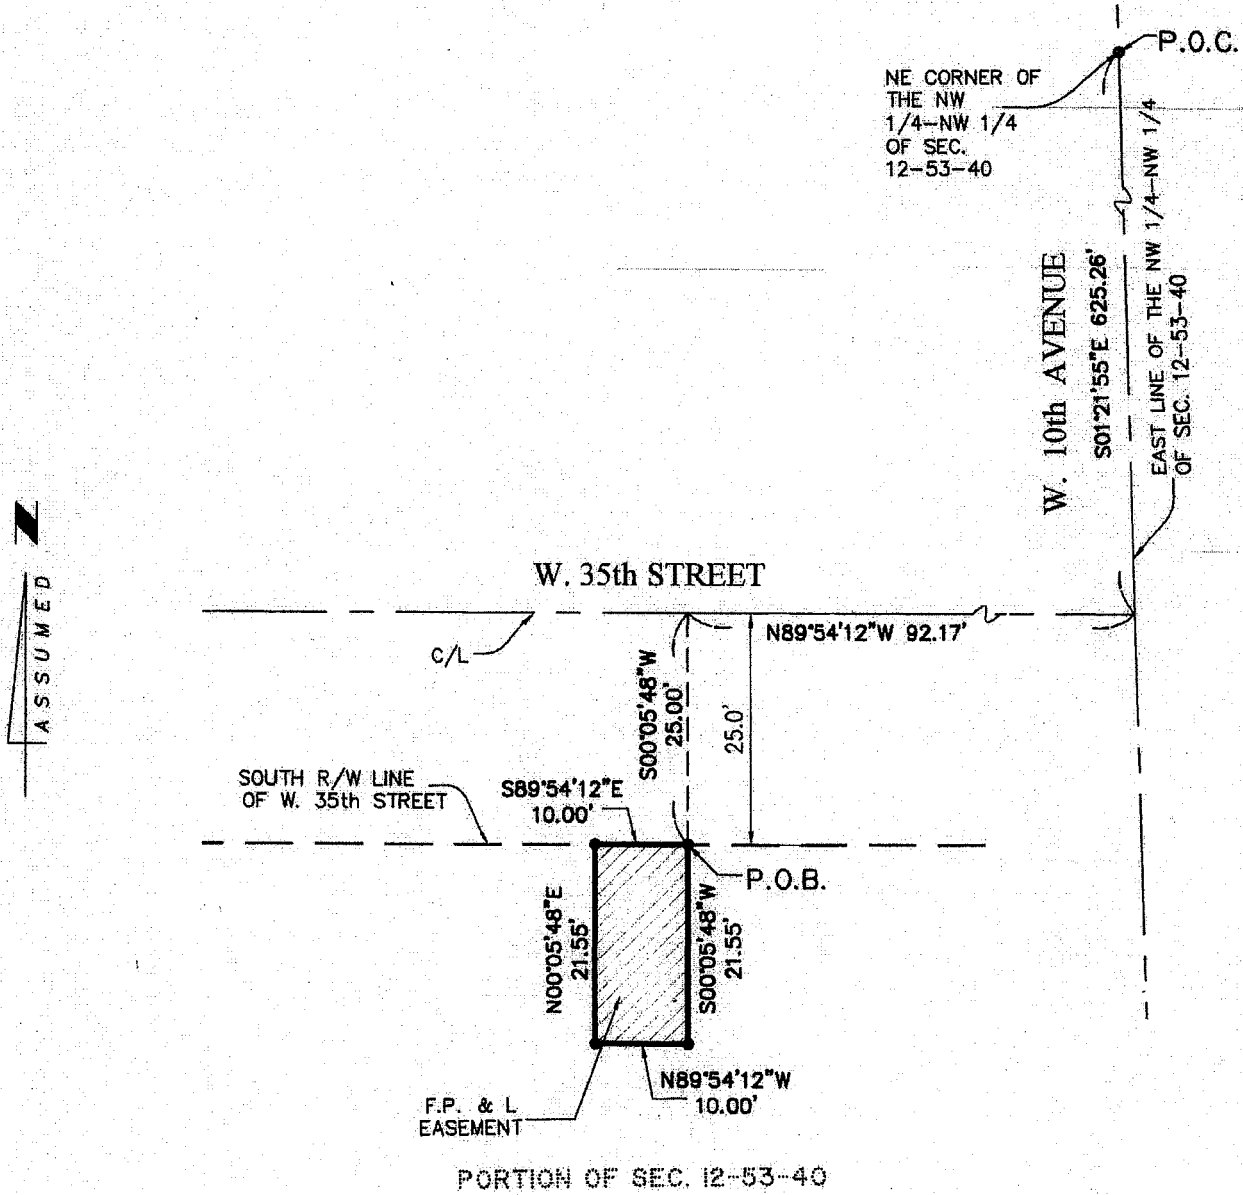 P.O.C.
NE CORNER OF
THE NW
1/4-NW 1/4
OF SEC.
12-53-40
W. 10th AVENUE
S01°21'55"E 625.26'
EAST LINE OF THE NW 1/4-NW 1/4
OF SEC. 12-53-40
N
ASSUMED
W. 35th STREET
C/L
N89°54'12"W 92.17'
S00°05'48"W
25.00'
25.0'
SOUTH R/W LINE
OF W. 35th STREET
S89°54'12"E
10.00'
P.O.B.
N00°05'48"E
21.55'
S00°05'48"W
21.55'
N89°54'12"W
10.00'
F.P. & L
EASEMENT
PORTION OF SEC. 12-53-40